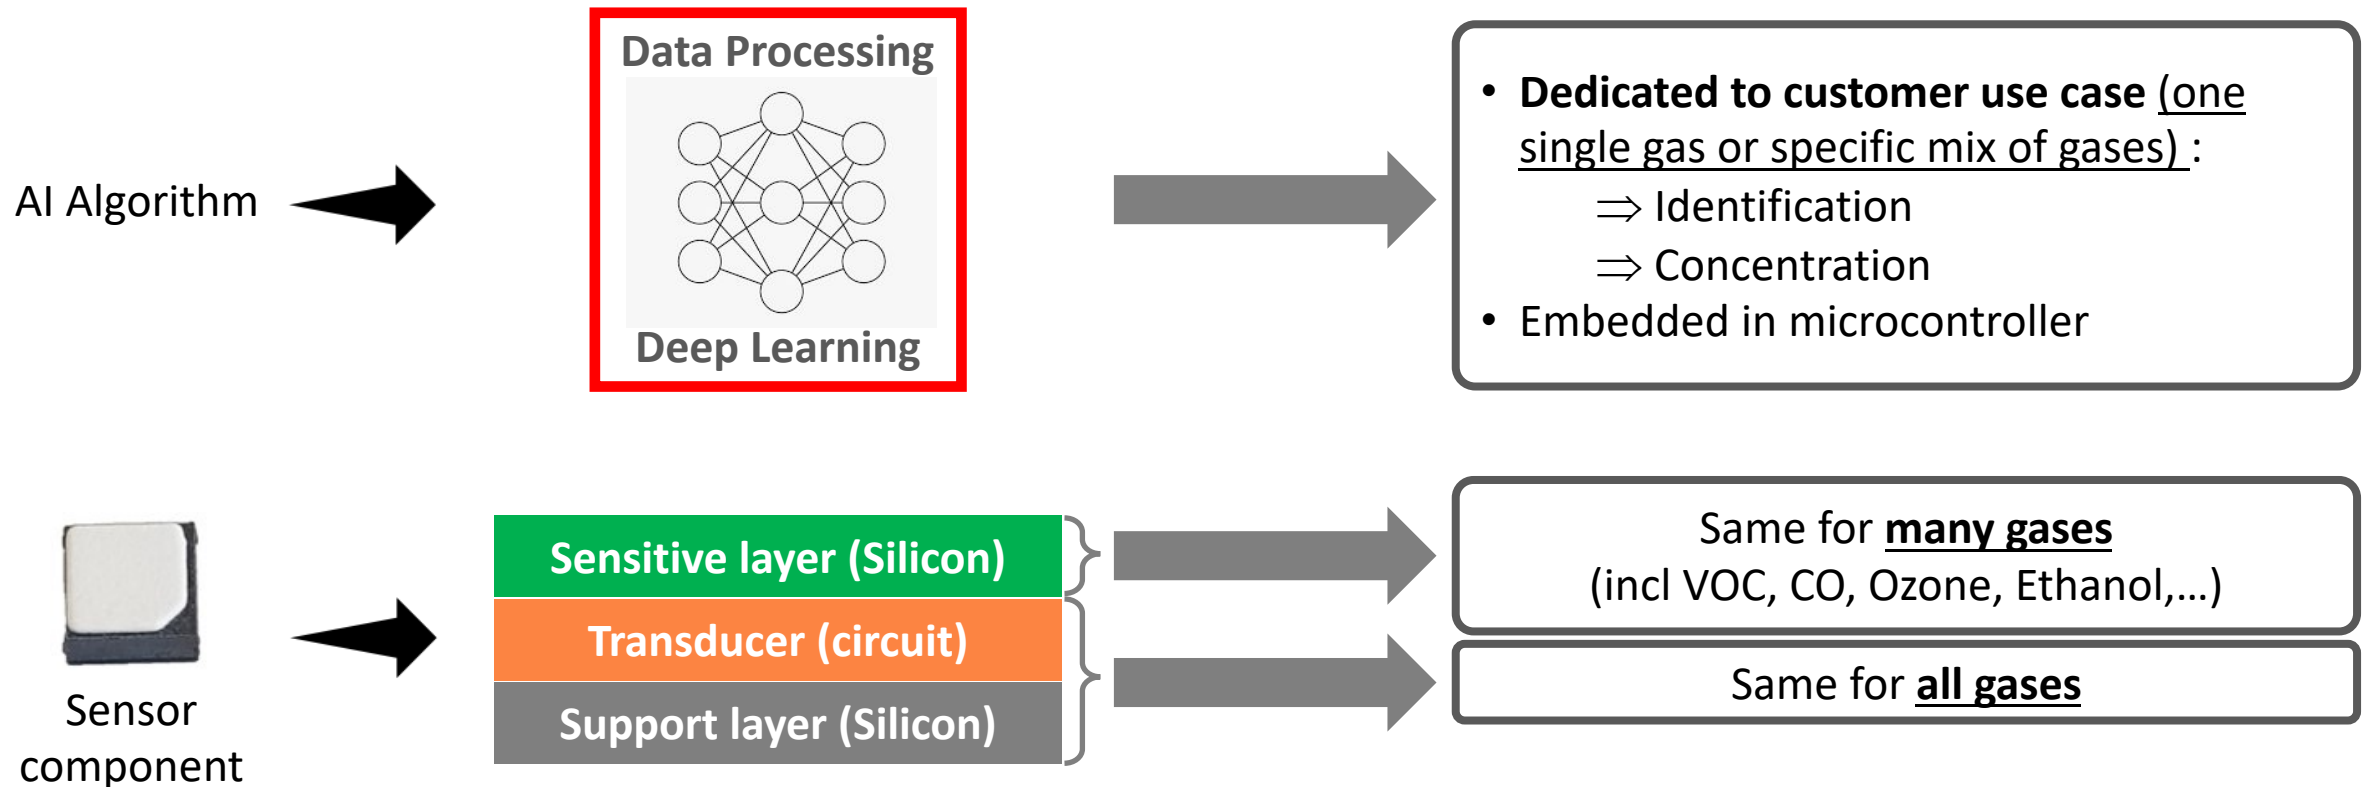 Data Processing
Deep Learning
AI Algorithm
• Dedicated to customer use case (one
single gas or specific mix of gases) :
⇒ Identification
⇒ Concentration
• Embedded in microcontroller
Sensor
component
Sensitive layer (Silicon)
Transducer (circuit)
Support layer (Silicon)
Same for many gases
(incl VOC, CO, Ozone, Ethanol,...)
Same for all gases